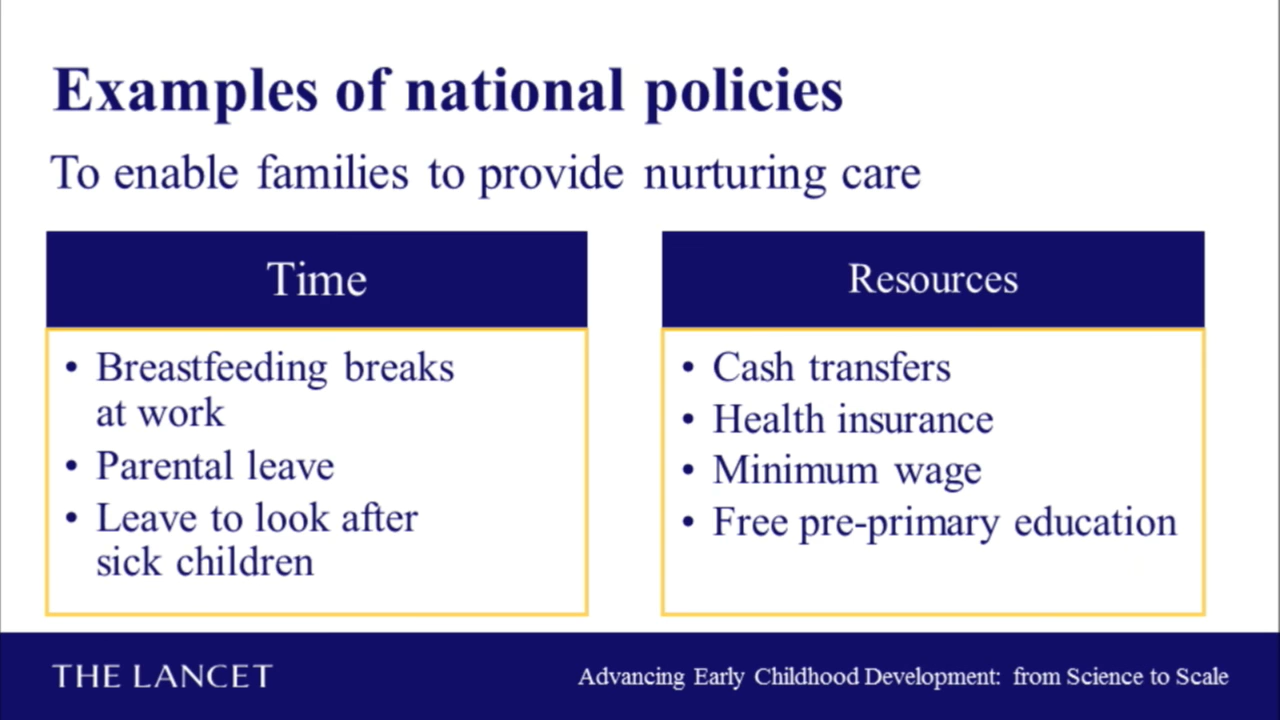 Examples of national policies
To enable families to provide nurturing care
Time
• Breastfeeding breaks
at work
• Parental leave
• Leave to look after
sick children
Resources
• Cash transfers
• Health insurance
• Minimum wage
• Free pre-primary education
THE LANCET
Advancing Early Childhood Development: from Science to Scale